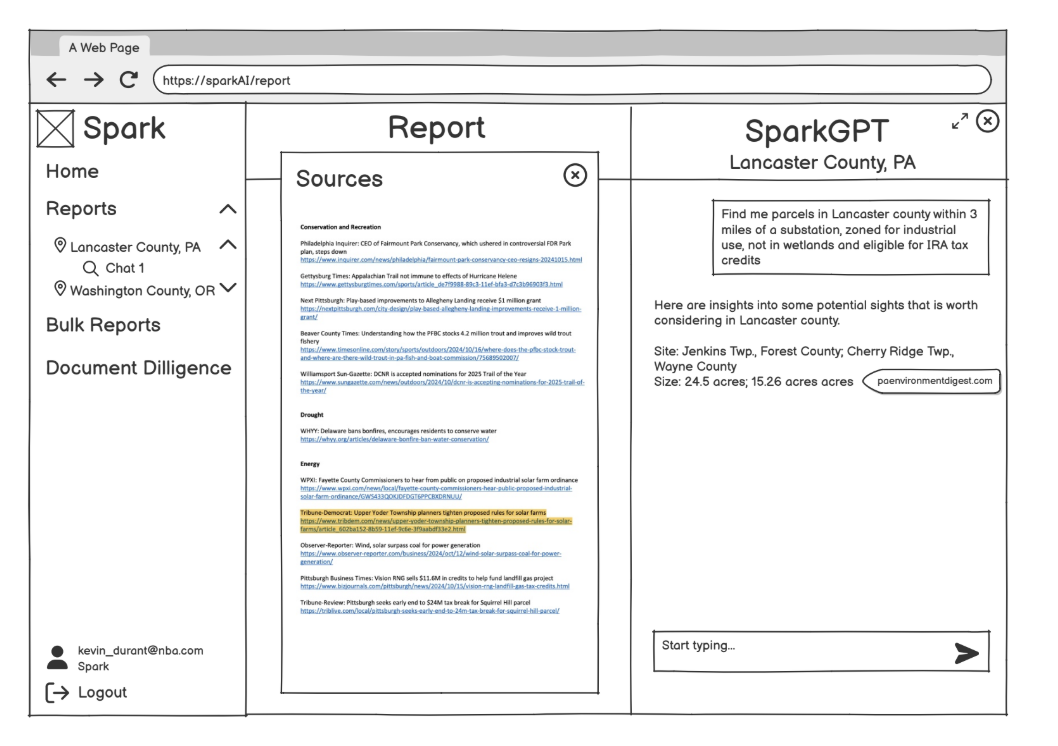 A Web Page
https://sparkAI/report
Spark
Home
Reports
Lancaster County, PA
Chat 1
Washington County, OR
Bulk Reports
Document Dilligence
kevin_durant@nba.com
Spark
Logout
Report
Sources
Conservation and Recreation
Philadelphia Inquirer: CEO of Fairmount Park Conservancy, which ushered in controversial FDR Park
plan, steps down
https://www.inquirer.com/news/philadelphia/fairmount-park-conservancy-ceo-resigns-20241015.html
Gettysburg Times: Appalachian Trail not immune to effects of Hurricane Helene
https://www.gettysburgtimes.com/sports/article_de7f9988-89c3-11ef-bfa3-d7c3b96903f3.html
Next Pittsburgh: Play-based improvements to Allegheny Landing receive $1 million grant
https://nextpittsburgh.com/city-design/play-based-allegheny-landing-improvements-receive-1-million-
grant/
Beaver County Times: Understanding how the PFBC stocks 4.2 million trout and improves wild trout
fishery
https://www.timesonline.com/story/sports/outdoors/2024/10/16/where-does-the-pfbc-stock-trout-
and-where-are-there-wild-trout-in-pa-fish-and-boat-commission/75689502007/
Williamsport Sun-Gazette: DCNR is accepted nominations for 2025 Trail of the Year
https://www.sungazette.com/news/outdoors/2024/10/dcnr-is-accepting-nominations-for-2025-trail-of-
the-year/
Drought
WHYY: Delaware bans bonfires, encourages residents to conserve water
https://whyy.org/articles/delaware-bonfire-ban-water-conservation/
Energy
WPXI: Fayette County Commissioners to hear from public on proposed industrial solar farm ordinance
https://www.wpxi.com/news/local/fayette-county-commissioners-hear-public-proposed-industrial-
solar-farm-ordinance/GWS433QDKJDFDGT6PPCBXDRNUU/
Tribune-Democrat: Upper Yoder Township planners tighten proposed rules for solar farms
https://www.tribdem.com/news/upper-yoder-township-planners-tighten-proposed-rules-for-solar-
farms/article_602ba152-8b59-11ef-9c6e-3f9aabdf33e2.html
Observer-Reporter: Wind, solar surpass coal for power generation
https://www.observer-reporter.com/business/2024/oct/12/wind-solar-surpass-coal-for-power-
generation/
Pittsburgh Business Times: Vision RNG sells $11.6M in credits to help fund landfill gas project
https://www.bizjournals.com/pittsburgh/news/2024/10/15/vision-rng-landfill-gas-tax-credits.html
Tribune-Review: Pittsburgh seeks early end to $24M tax break for Squirrel Hill parcel
https://triblive.com/local/pittsburgh-seeks-early-end-to-24m-tax-break-for-squirrel-hill-parcel/
SparkGPT
Lancaster County, PA
Find me parcels in Lancaster county within 3
miles of a substation, zoned for industrial
use, not in wetlands and eligible for IRA tax
credits
Here are insights into some potential sights that is worth
considering in Lancaster county.
Site: Jenkins Twp., Forest County; Cherry Ridge Twp.,
Wayne County
Size: 24.5 acres; 15.26 acres acres
paenvironmentdigest.com
Start typing...